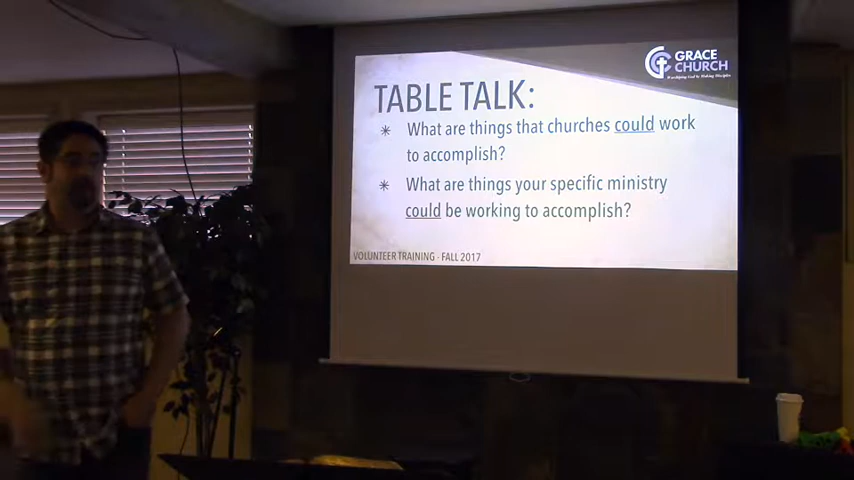 GRACE
CHURCH
TABLE TALK:
What are things that churches could work
to accomplish?
What are things your specific ministry
could be working to accomplish?
VOLUNTEER TRAINING - FALL 2017